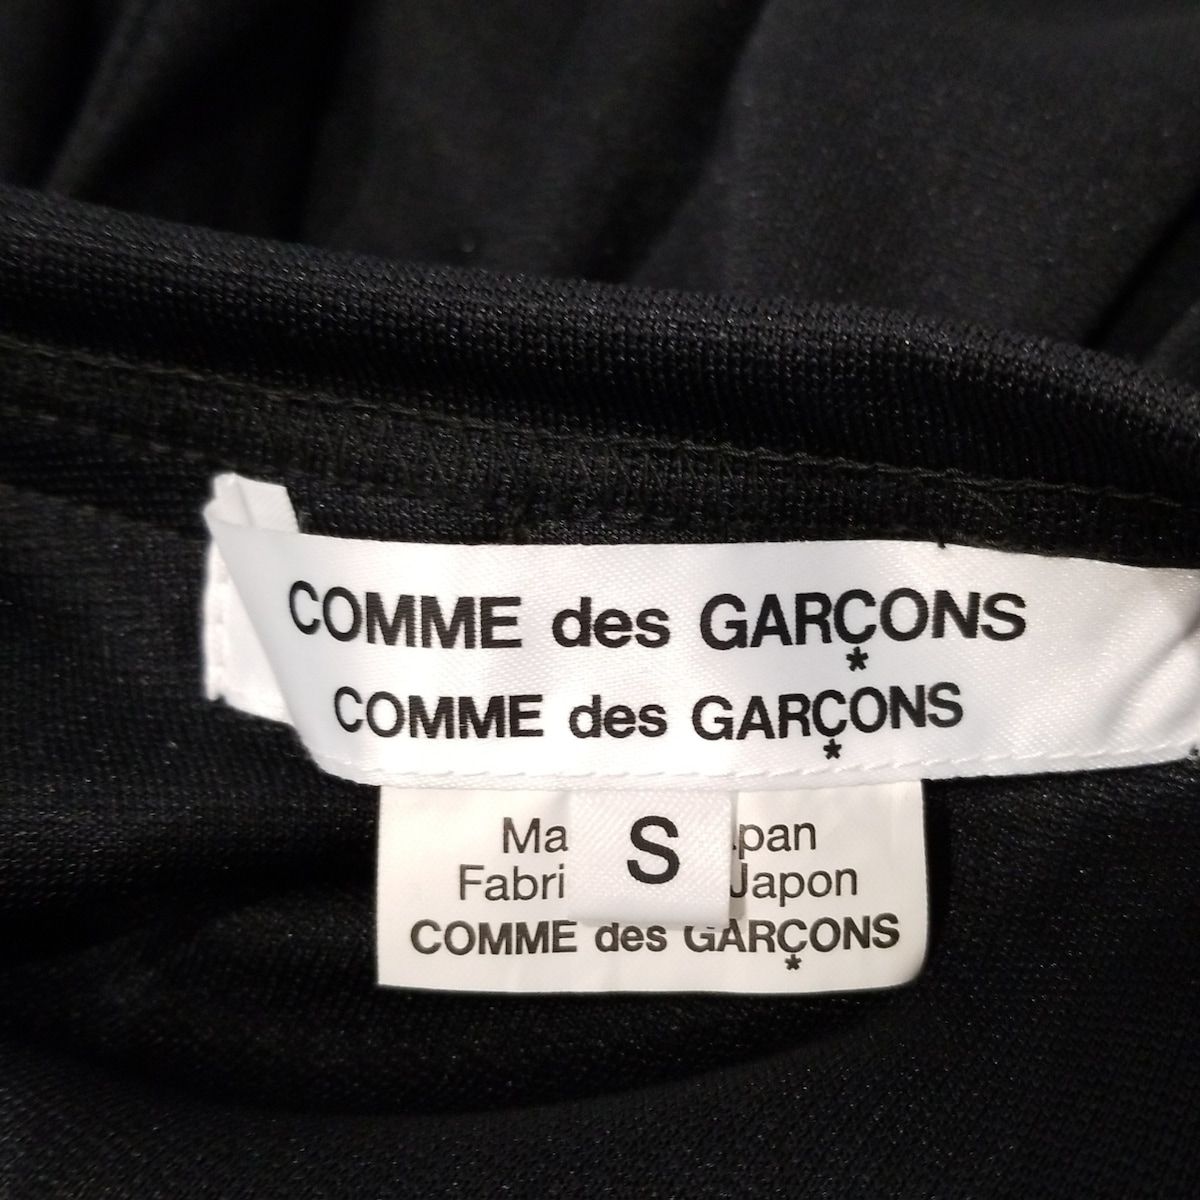 COMME des GARÇONS
*
COMME des GARÇONS
*
S
Ma apan
Fabri Japon
COMME des GARÇONS
*